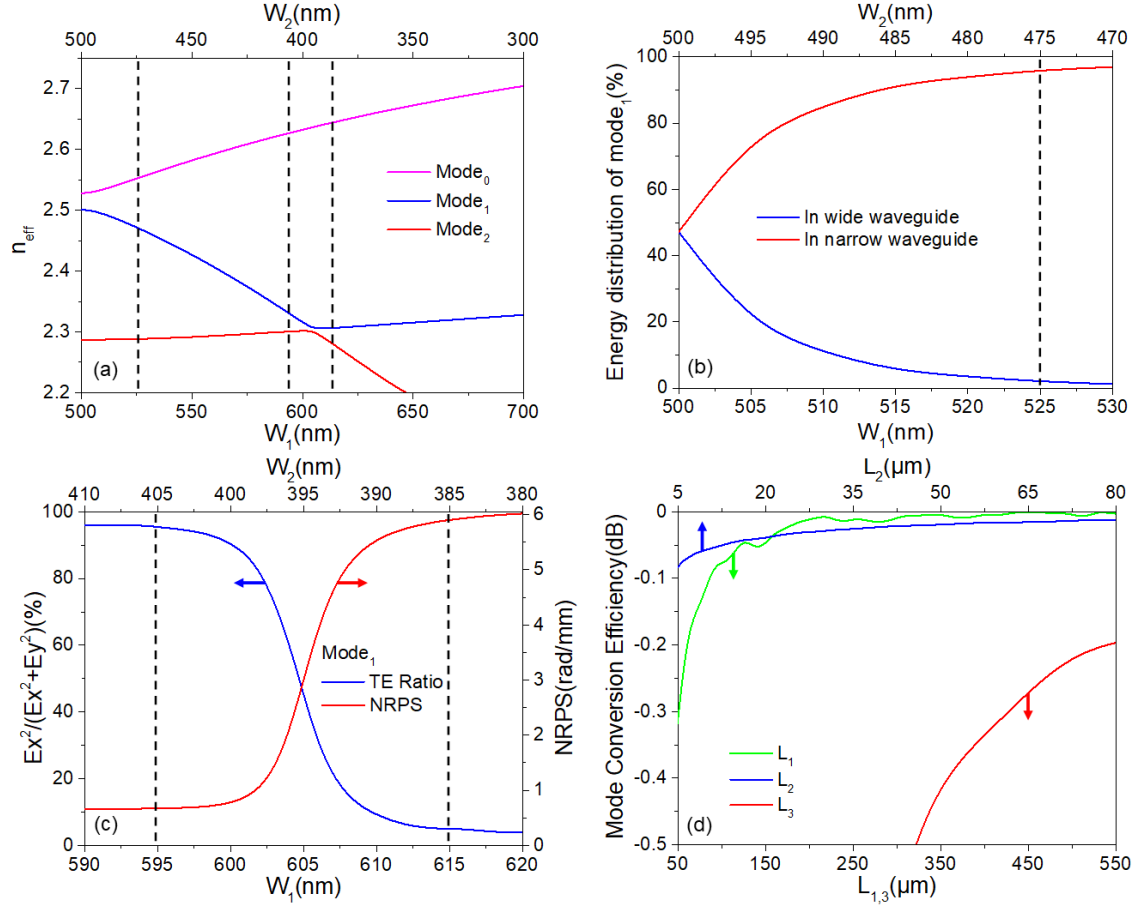 W₂(nm)
500 450 400 350 300
2.7
2.6
2.5
2.4
2.3
2.2
n_eff
Mode₀
Mode₁
Mode₂
(a)
500 550 600 650 700
W₁(nm)
W₂(nm)
500 495 490 485 480 475 470
100
80
60
40
20
0
Energy distribution of mode₁(%)
In wide waveguide
In narrow waveguide
(b)
500 505 510 515 520 525 530
W₁(nm)
W₂(nm)
410 405 400 395 390 385 380
100
80
60
40
20
0
Ex²/(Ex²+Ey²)(%)
Mode₁
TE Ratio
NRPS
6
5
4
3
2
1
0
NRPS(rad/mm)
(c)
590 595 600 605 610 615 620
W₁(nm)
L₂(μm)
5 20 35 50 65 80
0
-0.1
-0.2
-0.3
-0.4
-0.5
Mode Conversion Efficiency(dB)
L₁
L₂
L₃
(d)
50 150 250 350 450 550
L₁,₃(μm)